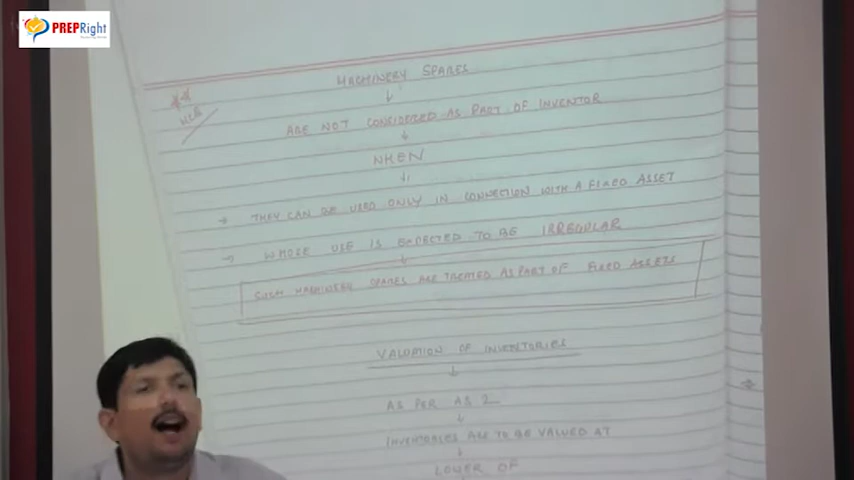 PREPRight
MACHINERY SPARES
↓
ARE NOT CONSIDERED AS PART OF INVENTOR
↓
WHEN
↓
→ THEY CAN BE USED ONLY IN CONNECTION WITH A FIXED ASSET
→ WHOSE USE IS EXPECTED TO BE IRREGULAR
↓
SUCH MACHINERY SPARES ARE TREATED AS PART OF FIXED ASSETS
VALUATION OF INVENTORIES
↓
AS PER AS 2
↓
INVENTORIES ARE TO BE VALUED AT
↓
LOWER OF